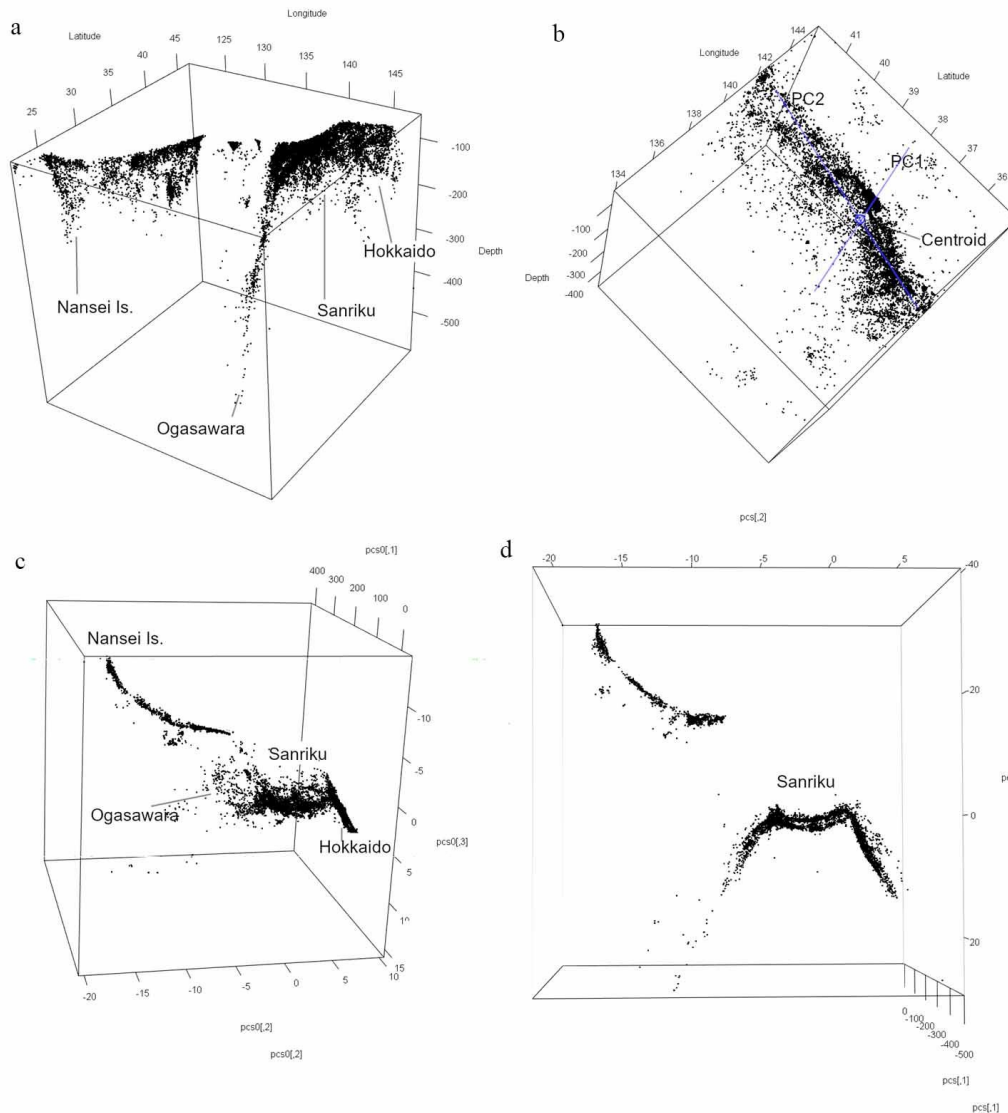 a
Longitude
Latitude
25 30 35 40 45
125 130 135 140 145
-100
-200
-300
-400
-500
Depth
Hokkaido
Sanriku
Nansei Is.
Ogasawara
b
Longitude
134 136 138 140 142 144
41 40 39 38 37 36
Latitude
PC2
PC1
Centroid
-100
-200
-300
-400
Depth
c
pcs0[,1]
400 300 200 100 0
Nansei Is.
Sanriku
Ogasawara
Hokkaido
-10
-5
0
5
10
15
pcs0[,3]
-20 -15 -10 -5 0 5 10
pcs0[,2]
pcs0[,2]
d
pcs[,2]
-20 -15 -10 -5 0 5
-40
-20
0
20
Sanriku
0
-100
-200
-300
-400
-500
pcs[,1]
pcs[,1]